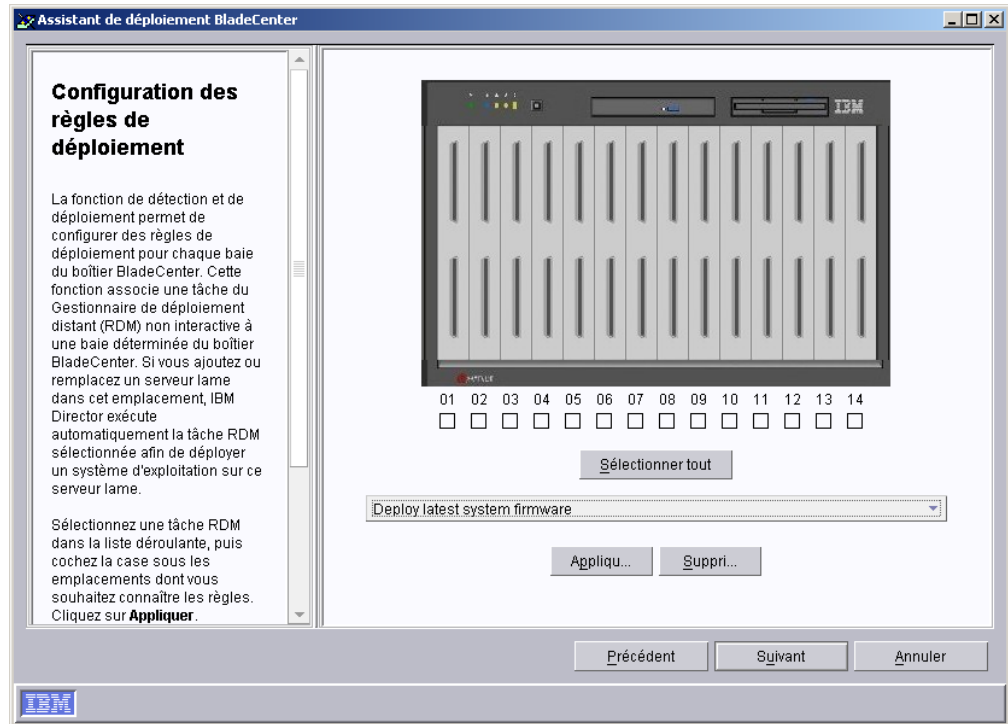 Assistant de déploiement BladeCenter
Configuration des
règles de
déploiement
La fonction de détection et de
déploiement permet de
configurer des règles de
déploiement pour chaque baie
du boîtier BladeCenter. Cette
fonction associe une tâche du
Gestionnaire de déploiement
distant (RDM) non interactive à
une baie déterminée du boîtier
BladeCenter. Si vous ajoutez ou
remplacez un serveur lame
dans cet emplacement, IBM
Director exécute
automatiquement la tâche RDM
sélectionnée afin de déployer
un système d'exploitation sur ce
serveur lame.
Sélectionnez une tâche RDM
dans la liste déroulante, puis
cochez la case sous les
emplacements dont vous
souhaitez connaître les règles.
Cliquez sur Appliquer.
IBM
01 02 03 04 05 06 07 08 09 10 11 12 13 14
Sélectionner tout
Deploy latest system firmware
Appliqu... Suppri...
Précédent Suivant Annuler
IBM